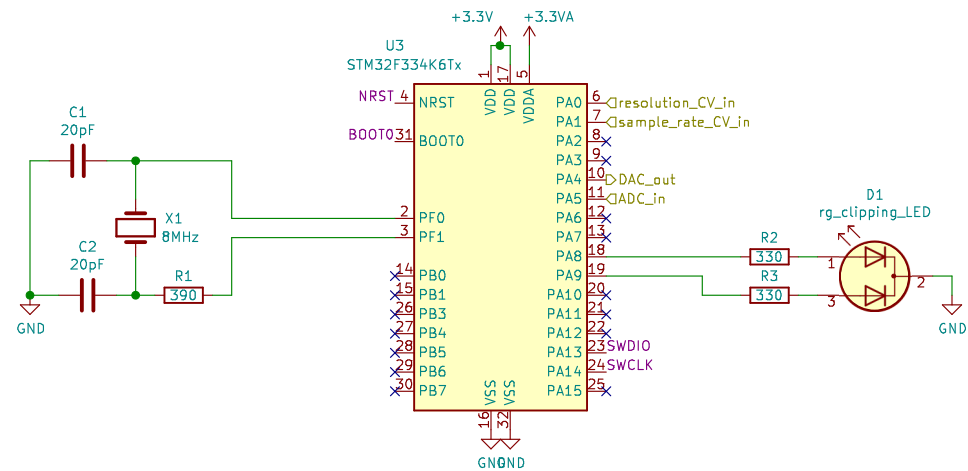 +3.3V +3.3VA
U3
STM32F334K6Tx
1 17 5
VDD VDD VDDA
NRST 4 NRST PA0 6 resolution_CV_in
PA1 7 sample_rate_CV_in
BOOT0 31 BOOT0 PA2 8
PA3 9
PA4 10 DAC_out
PA5 11 ADC_in
2 PF0 PA6 12
3 PF1 PA7 13
PA8 18
14 PB0 PA9 19
15 PB1 PA10 20
26 PB3 PA11 21
27 PB4 PA12 22
28 PB5 PA13 23 SWDIO
29 PB6 PA14 24 SWCLK
30 PB7 PA15 25
VSS VSS
16 32
GND GND
C1
20pF
X1
8MHz
C2
20pF
R1
390
GND
R2
330
R3
330
D1
rg_clipping_LED
1
2
3
GND